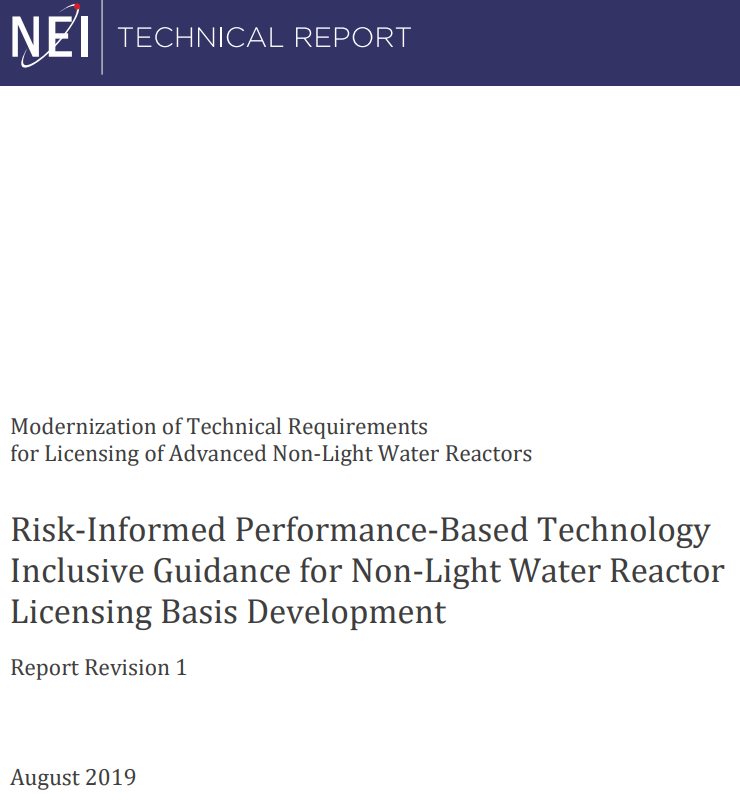 NEI TECHNICAL REPORT
Modernization of Technical Requirements
for Licensing of Advanced Non-Light Water Reactors
Risk-Informed Performance-Based Technology
Inclusive Guidance for Non-Light Water Reactor
Licensing Basis Development
Report Revision 1
August 2019